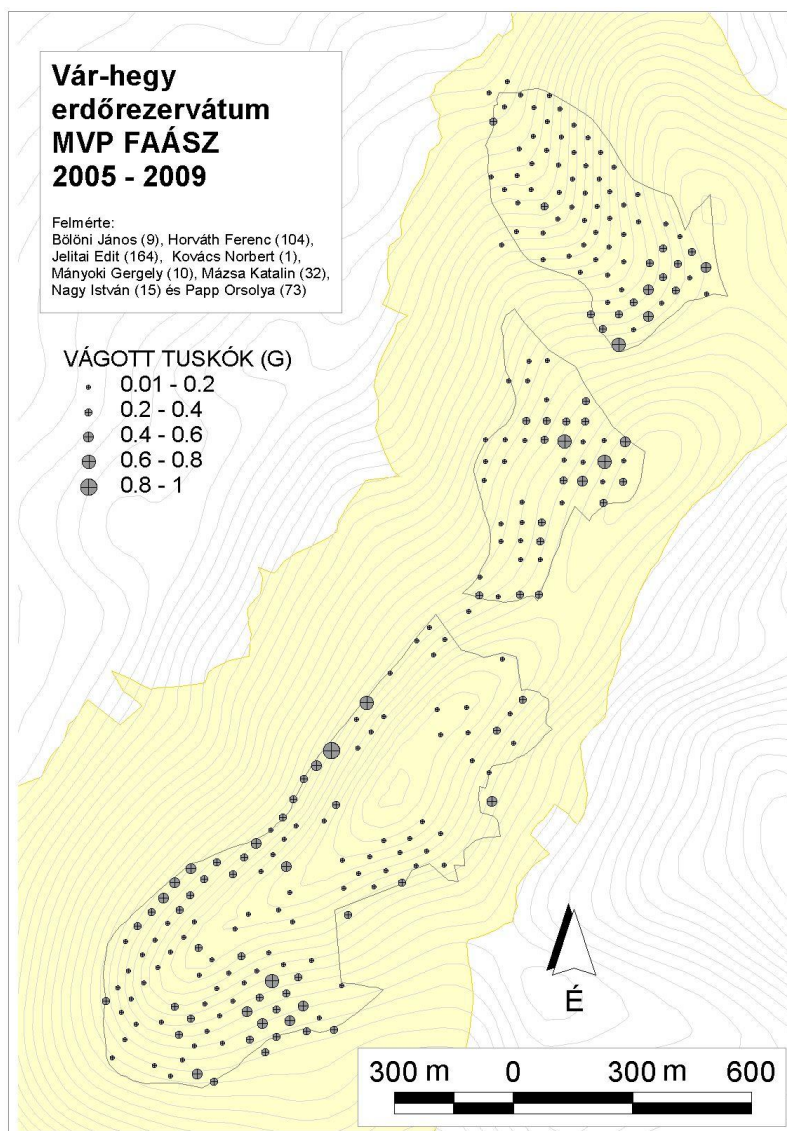 Vár-hegy
erdőrezervátum
MVP FAÁSZ
2005 - 2009
Felmérte:
Bölöni János (9), Horváth Ferenc (104),
Jelitai Edit (164), Kovács Norbert (1),
Mányoki Gergely (10), Mázsa Katalin (32),
Nagy István (15) és Papp Orsolya (73)
VÁGOTT TUSKÓK (G)
0.01 - 0.2
0.2 - 0.4
0.4 - 0.6
0.6 - 0.8
0.8 - 1
É
300 m 0 300 m 600